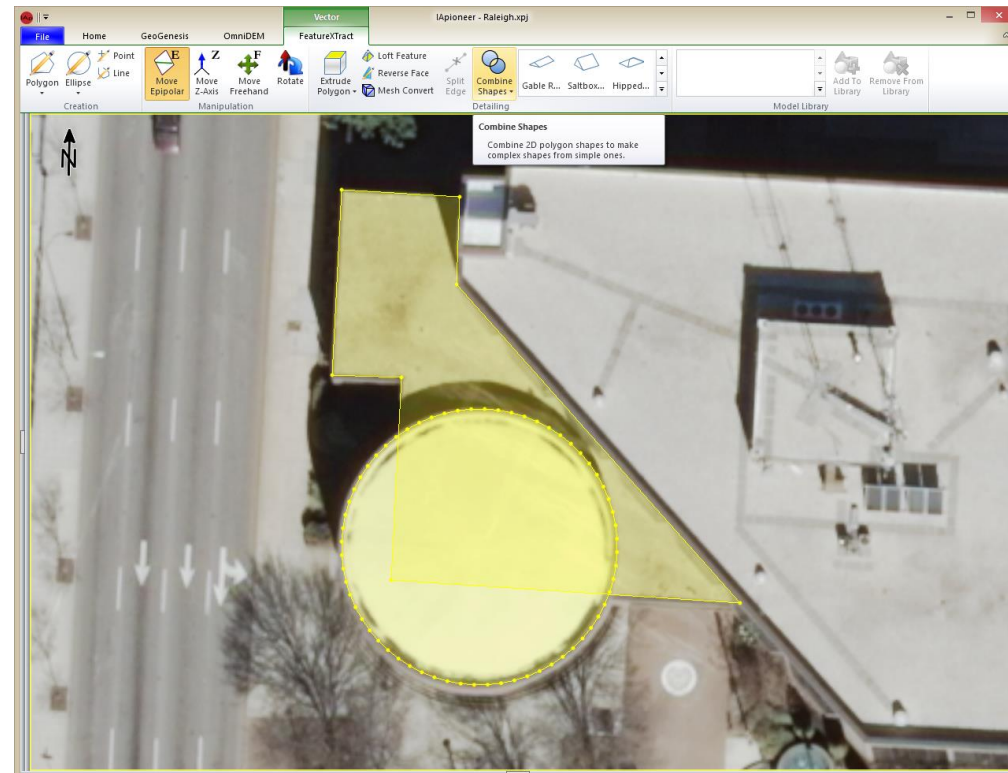 Vector
IApioneer - Raleigh.xpj
File
Home
GeoGenesis
OmniDEM
FeatureXTract
Polygon
Ellipse
Point
Line
Creation
E
Move
Epipolar
Z
Move
Z-Axis
F
Move
Freehand
Rotate
Manipulation
Extrude
Polygon
Loft Feature
Reverse Face
Mesh Convert
Split
Edge
Combine
Shapes
Gable R...
Saltbox...
Hipped...
Detailing
Add To
Library
Remove From
Library
Model Library
Combine Shapes
Combine 2D polygon shapes to make
complex shapes from simple ones.
N